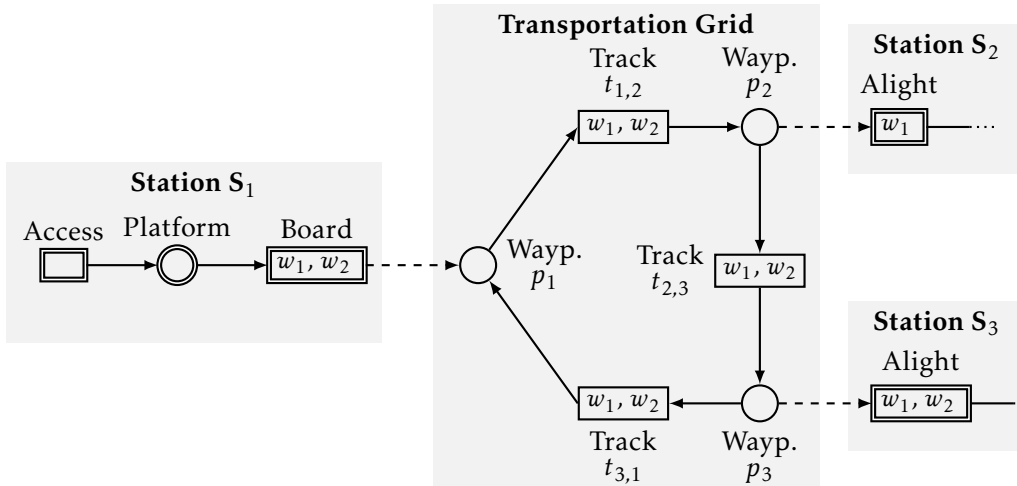 Transportation Grid
Station S₂
Track
t₁,₂
Wayp.
p₂
Alight
w₁, w₂
w₁
...
Station S₁
Access
Platform
Board
w₁, w₂
Wayp.
p₁
Track
t₂,₃
w₁, w₂
Station S₃
Alight
w₁, w₂
w₁, w₂
Track
t₃,₁
Wayp.
p₃